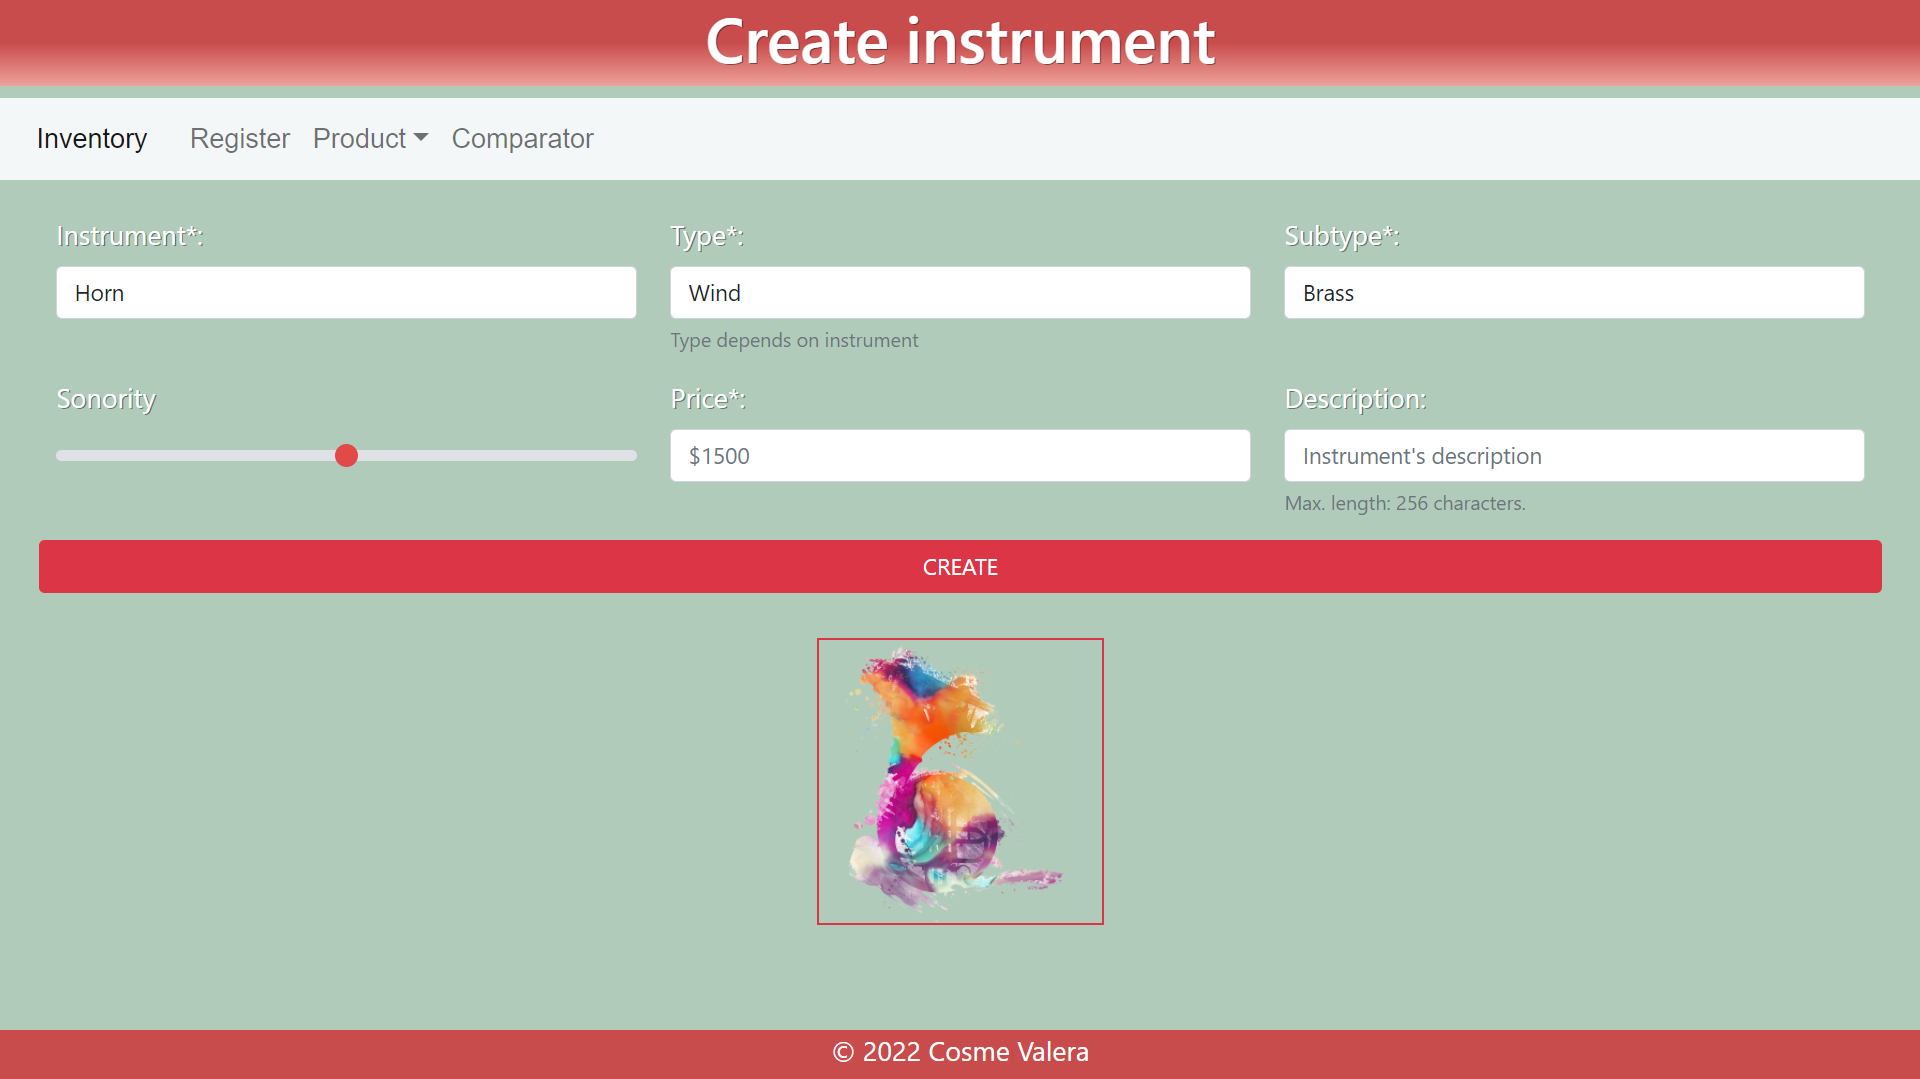 Create instrument
Inventory Register Product Comparator
Instrument*: Type*: Subtype*:
Horn Wind Brass
Type depends on instrument
Sonority Price*: Description:
$1500 Instrument's description
Max. length: 256 characters.
CREATE
© 2022 Cosme Valera